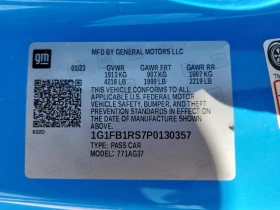 gm
MFD BY GENERAL MOTORS LLC
01/23 GVWR GAWR FRT GAWR RR
1913 KG 907 KG 1007 KG
4218 LB 1999 LB 2219 LB
THIS VEHICLE CONFORMS TO ALL
APPLICABLE U.S. FEDERAL MOTOR
VEHICLE SAFETY, BUMPER, AND
THEFT PREVENTION
STANDARDS IN EFFECT ON
THE DATE OF MANUFACTURE
SHOWN ABOVE.
1G1FB1RS7P0130357
TYPE: PASS CAR
MODEL: 771AG37